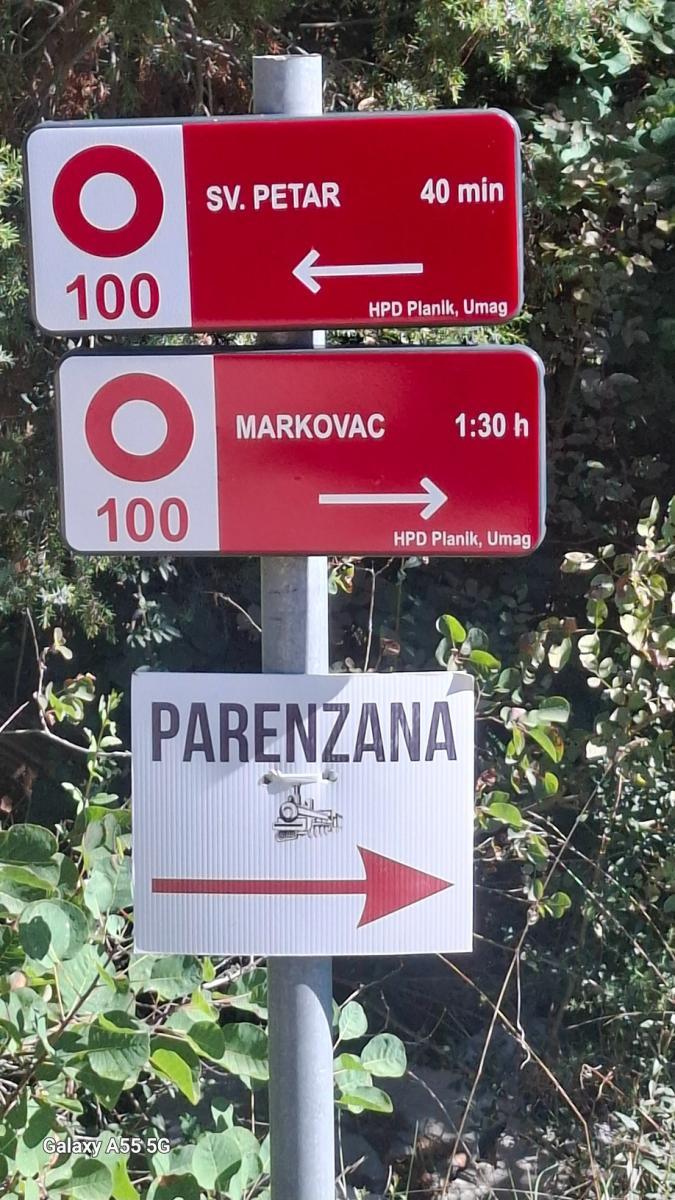 SV. PETAR 40 min
100
HPD Planik, Umag
MARKOVAC 1:30 h
100
HPD Planik, Umag
PARENZANA
Galaxy A55 5G